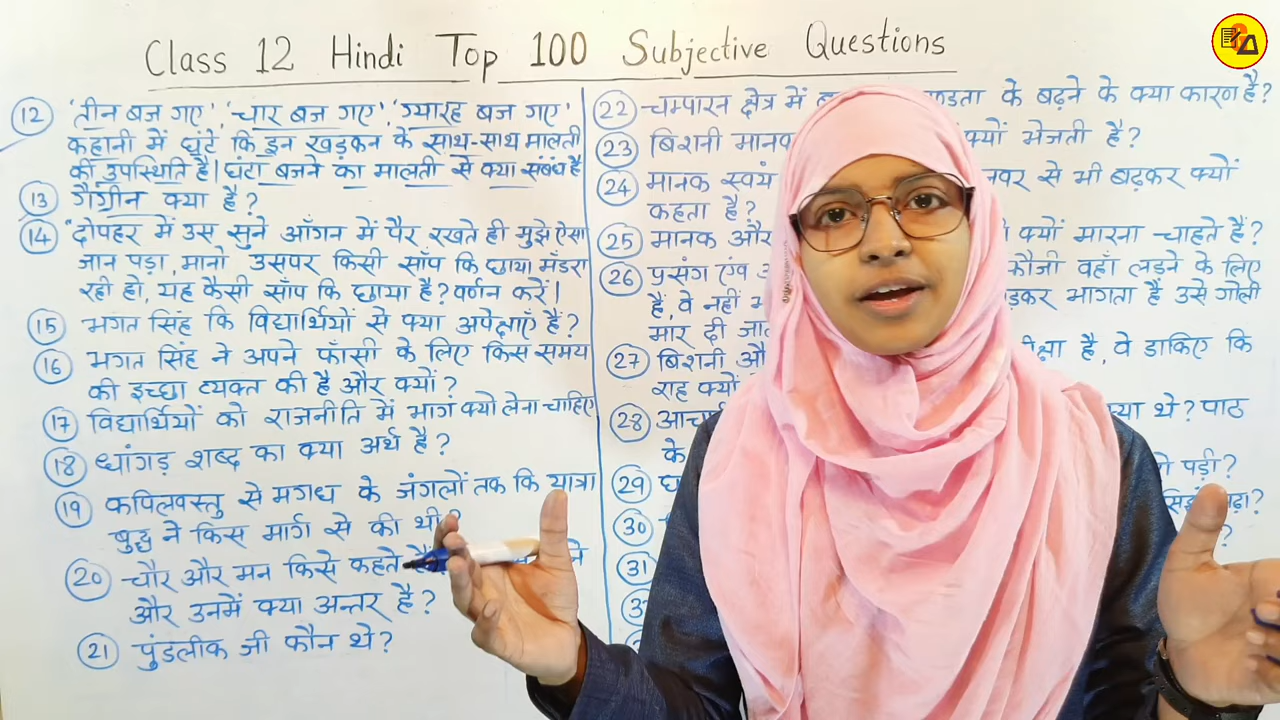 Class 12 Hindi Top 100 Subjective Questions
12 'तीन बज गए' 'चार बज गए' 'ग्यारह बज गए'
कहानी में घंटे कि इन खड़कन के साथ-साथ मालती
की उपस्थिति है। घंटा बजने का मालती से क्या संबंध है
13 गैंग्रीन क्या है?
14 "दोपहर में उस सुने आँगन में पैर रखते ही मुझे ऐसा
जान पड़ा, मानो उसपर किसी साँप कि छाया मँडरा
रही हो, यह कैसी साँप कि छाया है? वर्णन करें।
15 भगत सिंह कि विद्यार्थियों से क्या अपेक्षाएँ है?
16 भगत सिंह ने अपने फाँसी के लिए किस समय
की इच्छा व्यक्त की है और क्यों?
17 विद्यार्थियों को राजनीति में भाग क्यो लेना चाहिए
18 धांगड़ शब्द का क्या अर्थ है?
19 कपिलवस्तु से मगध के जंगलों तक कि यात्रा
बुद्ध ने किस मार्ग से की थी?
20 चौर और मन किसे कहते है
और उनमें क्या अन्तर है?
21 पुंडलीक जी कौन थे?
22 चम्पारन क्षेत्र में के बढ़ने के क्या कारण है?
23 बिशनी मानक क्यों भेजती है?
24 मानक स्वयं से भी बढ़कर क्यों
कहता है?
25 मानक और क्यों मारना चाहते है?
26 प्रसंग एंव फौजी वहाँ लड़ने के लिए
है, वे नहीं भागता है उसे गोली
मार दी
27 बिशनी है, वे डाकिए कि
राह क्यों
28 थे? पाठ
के
29 पड़ी?
30
31